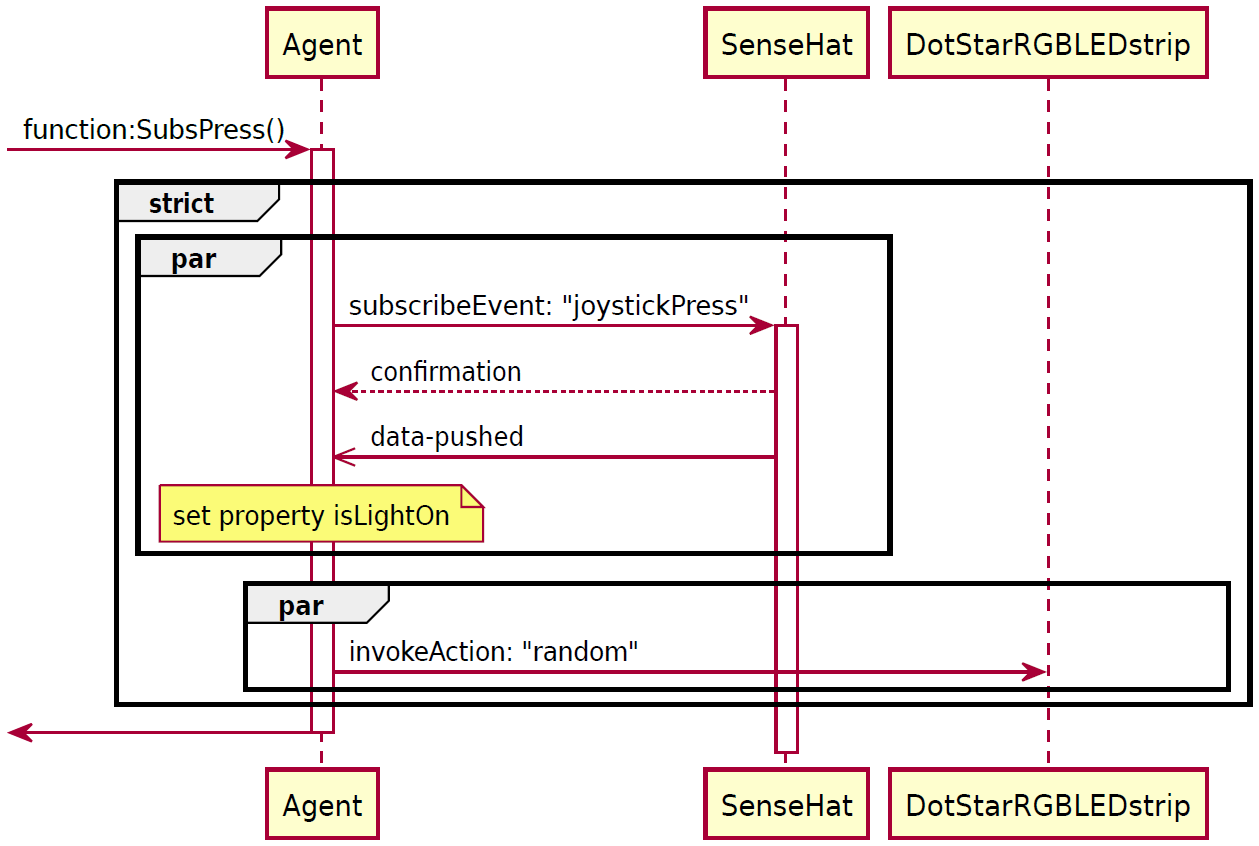 Agent
SenseHat
DotStarRGBLEDstrip
function:SubsPress()
strict
par
subscribeEvent: "joystickPress"
confirmation
data-pushed
set property isLightOn
par
invokeAction: "random"
Agent
SenseHat
DotStarRGBLEDstrip